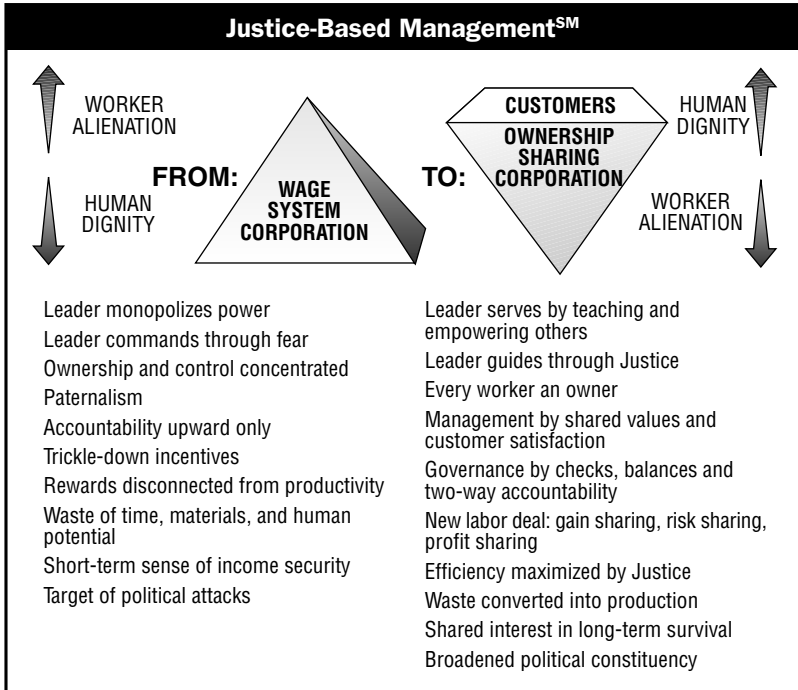 Justice-Based Management℠
WORKER
ALIENATION
HUMAN
DIGNITY
FROM:
WAGE
SYSTEM
CORPORATION
TO:
CUSTOMERS
OWNERSHIP
SHARING
CORPORATION
HUMAN
DIGNITY
WORKER
ALIENATION
Leader monopolizes power
Leader commands through fear
Ownership and control concentrated
Paternalism
Accountability upward only
Trickle-down incentives
Rewards disconnected from productivity
Waste of time, materials, and human
potential
Short-term sense of income security
Target of political attacks
Leader serves by teaching and
empowering others
Leader guides through Justice
Every worker an owner
Management by shared values and
customer satisfaction
Governance by checks, balances and
two-way accountability
New labor deal: gain sharing, risk sharing,
profit sharing
Efficiency maximized by Justice
Waste converted into production
Shared interest in long-term survival
Broadened political constituency